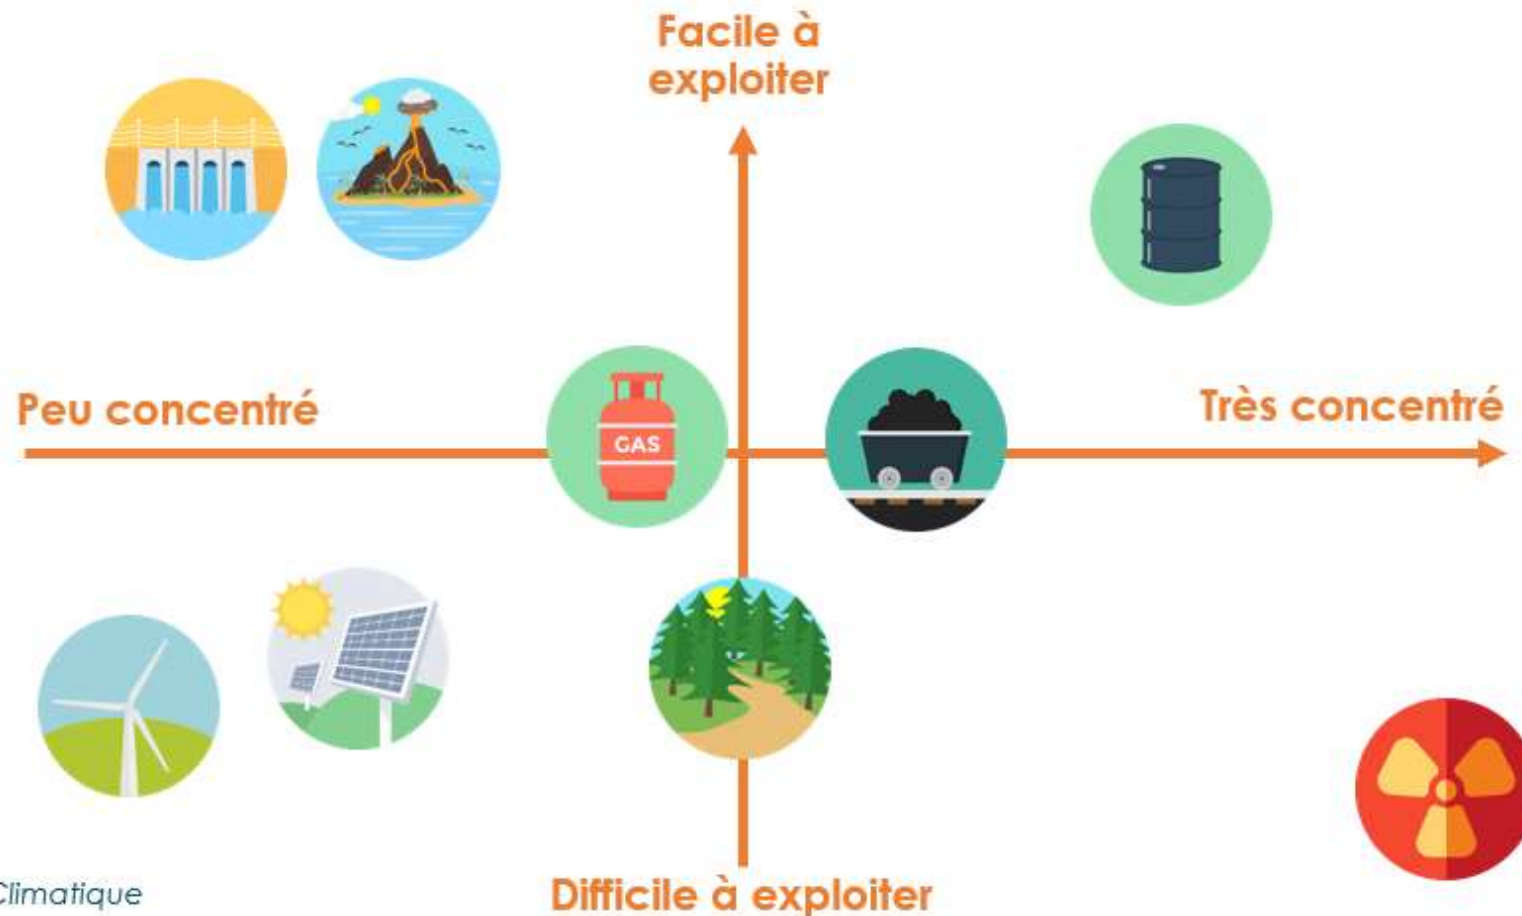 Facile à
exploiter
Peu concentré
Très concentré
GAS
Climatique
Difficile à exploiter